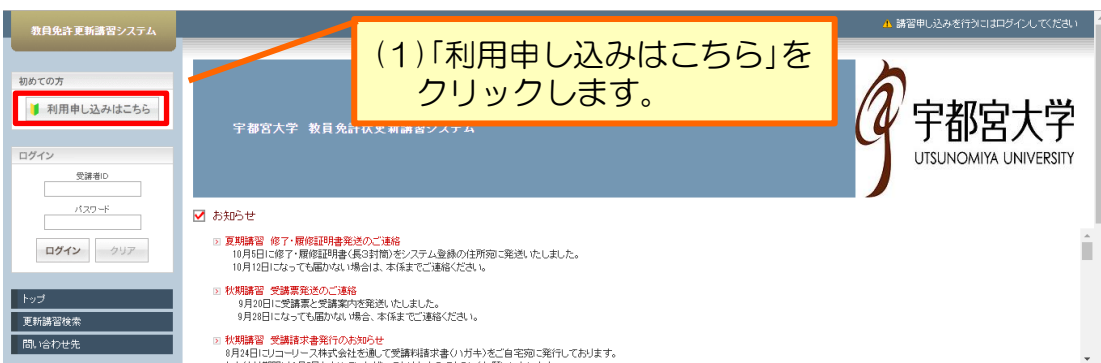 教員免許更新講習システム
講習申し込みを行うにはログインしてください
(1)「利用申し込みはこちら」を
クリックします。
初めての方
利用申し込みはこちら
宇都宮大学 教員免許状更新講習システム
宇都宮大学
UTSUNOMIYA UNIVERSITY
ログイン
受講者ID
パスワード
ログイン クリア
トップ
更新講習検索
問い合わせ先
お知らせ
夏期講習 修了・履修証明書発送のご連絡
10月5日に修了・履修証明書(長3封筒)をシステム登録の住所宛に発送いたしました。
10月12日になっても届かない場合は、本係までご連絡ください。
秋期講習 受講票発送のご連絡
9月20日に受講票と受講案内を発送いたしました。
9月28日になっても届かない場合、本係までご連絡ください。
秋期講習 受講請求書発行のお知らせ
8月24日にリコーリース株式会社を通して受講料請求書(ハガキ)をご自宅宛に発行しております。